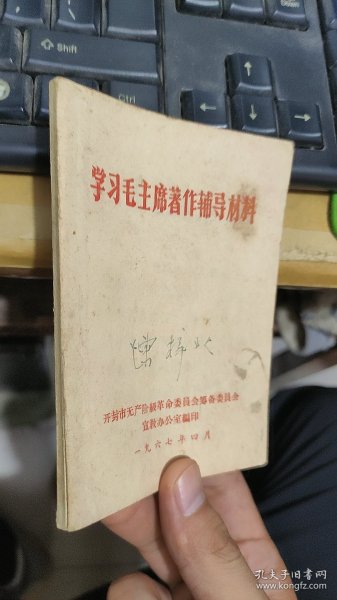 Shift
Ctrl
学习毛主席著作辅导材料
开封市无产阶级革命委员会筹备委员会
宣教办公室编印
一九六七年四月
孔夫子旧书网
www.kongfz.com